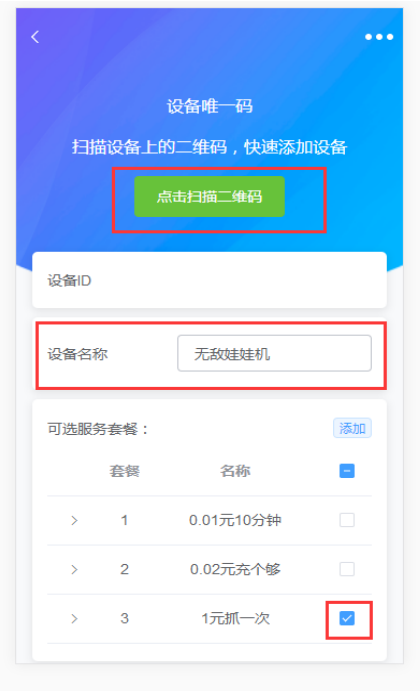 设备唯一码
扫描设备上的二维码，快速添加设备
点击扫描二维码
设备ID
设备名称 无敌娃娃机
可选服务套餐： 添加
套餐 名称
1 0.01元10分钟
2 0.02元充个够
3 1元抓一次